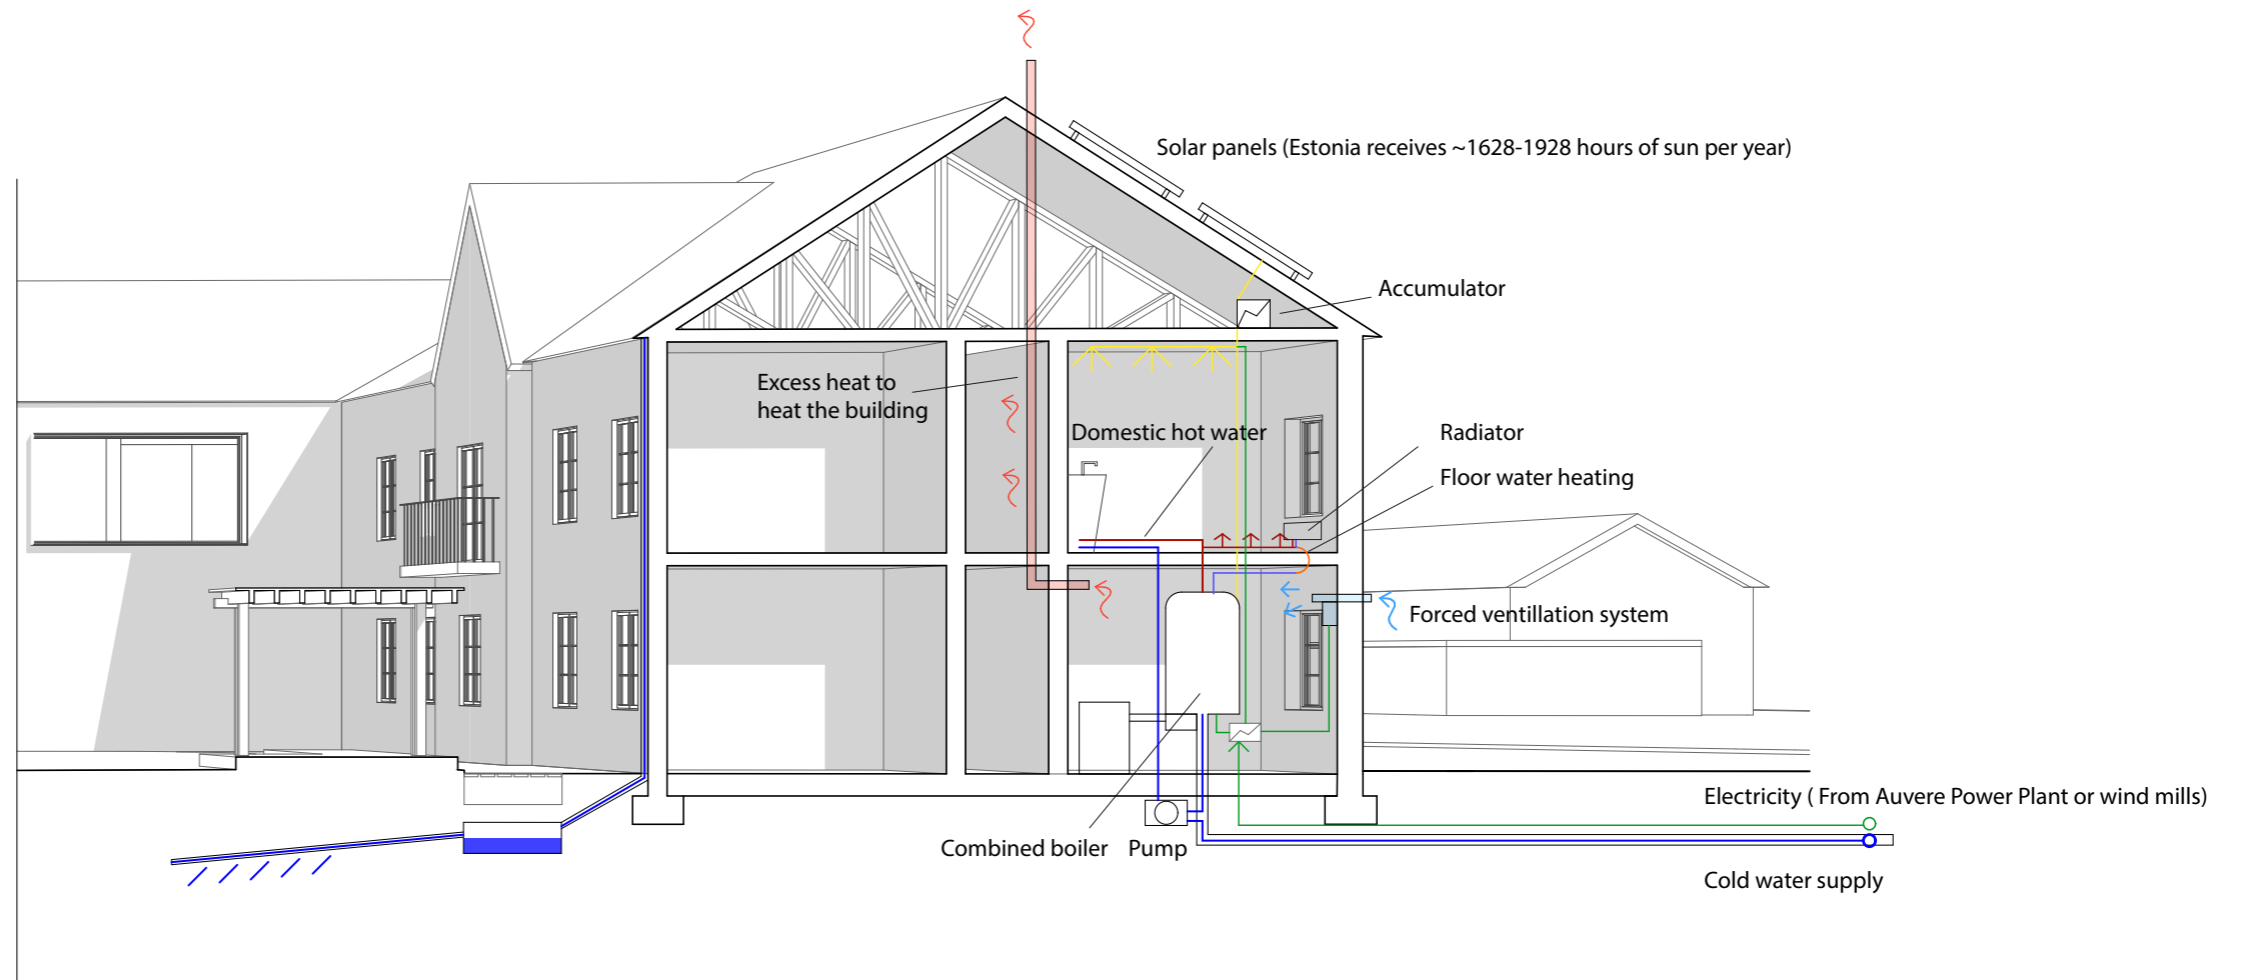 Solar panels (Estonia receives ~1628-1928 hours of sun per year)
Accumulator
Excess heat to
heat the building
Domestic hot water
Radiator
Floor water heating
Forced ventillation system
Electricity ( From Auvere Power Plant or wind mills)
Combined boiler
Pump
Cold water supply